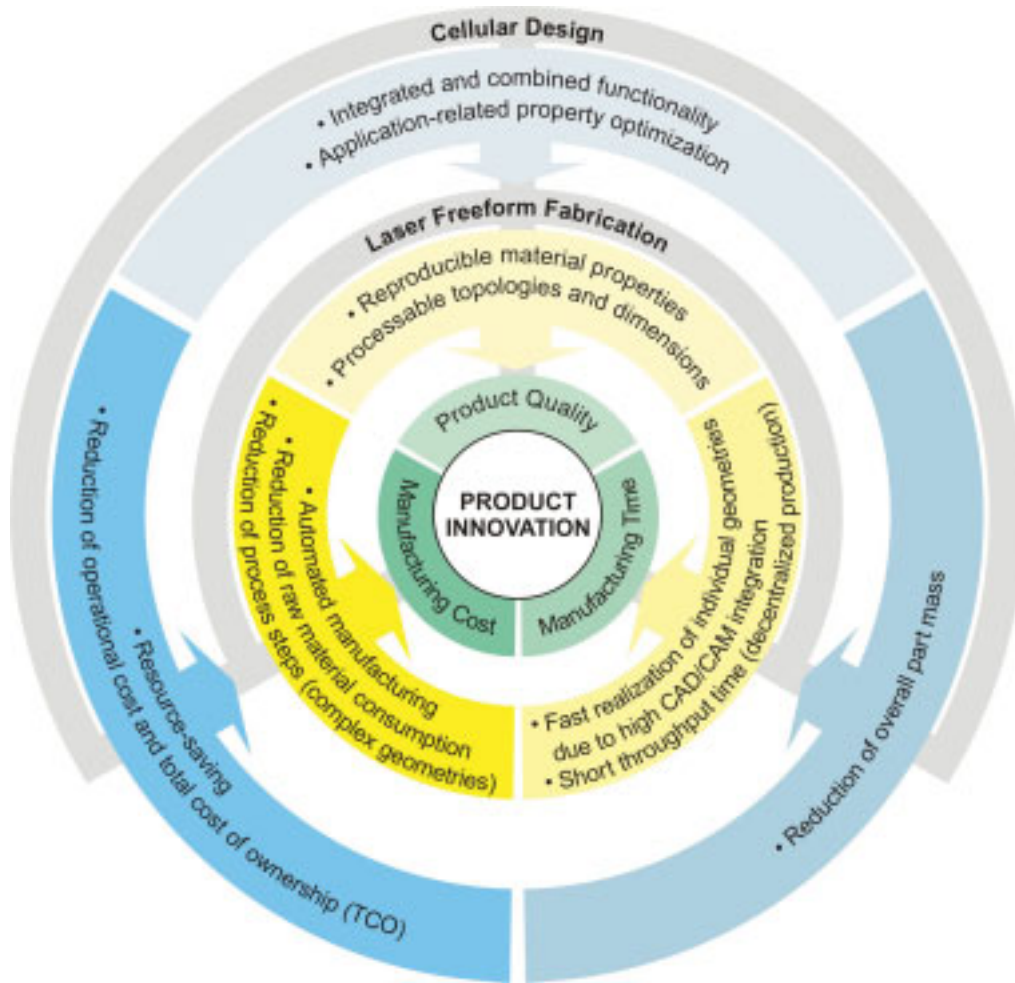 Cellular Design
• Integrated and combined functionality
• Application-related property optimization
Laser Freeform Fabrication
• Reproducible material properties
• Processable topologies and dimensions
Product Quality
Manufacturing Cost
Manufacturing Time
PRODUCT
INNOVATION
• Automated manufacturing
• Reduction of raw material consumption
• Reduction of process steps (complex geometries)
• Fast realization of individual geometries
due to high CAD/CAM integration
• Short throughput time (decentralized production)
• Resource-saving
• Reduction of operational cost and total cost of ownership (TCO)
• Reduction of overall part mass